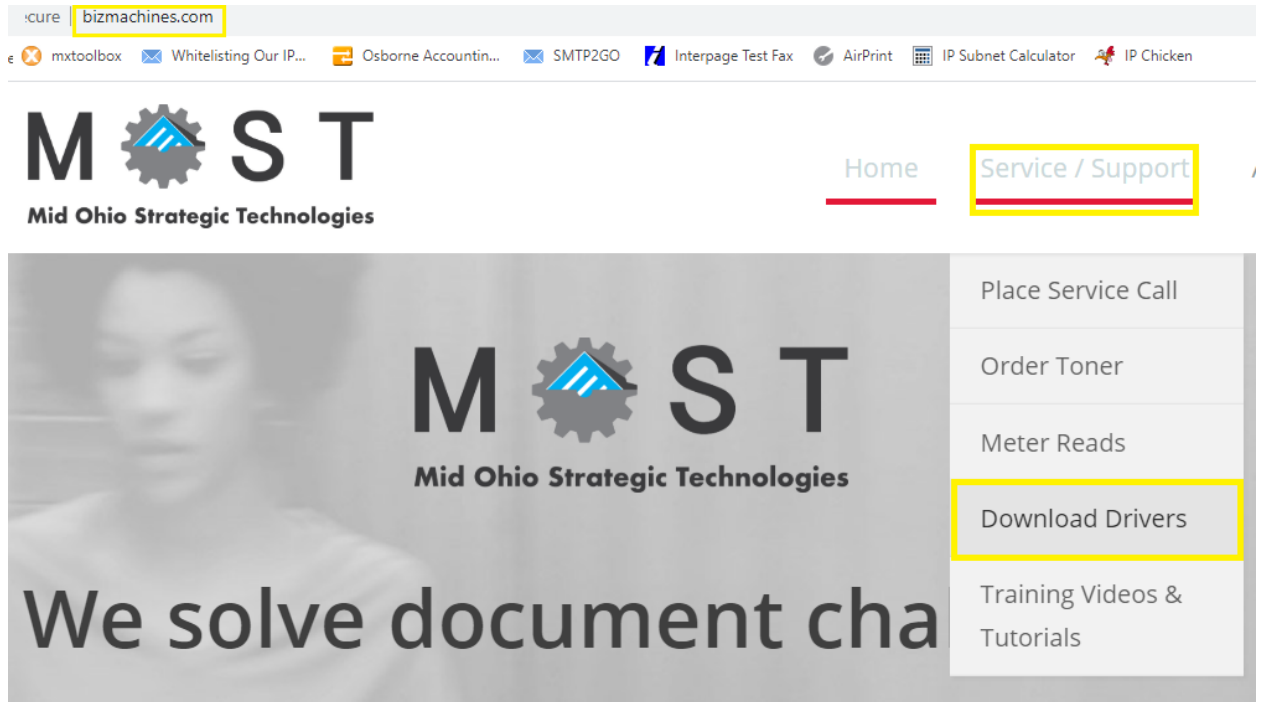 :cure | bizmachines.com
e mxtoolbox Whitelisting Our IP... Osborne Accountin... SMTP2GO Interpage Test Fax AirPrint IP Subnet Calculator IP Chicken
M S T
Mid Ohio Strategic Technologies
Home Service / Support
Place Service Call
Order Toner
Meter Reads
Download Drivers
Training Videos &
Tutorials
M S T
Mid Ohio Strategic Technologies
We solve document cha